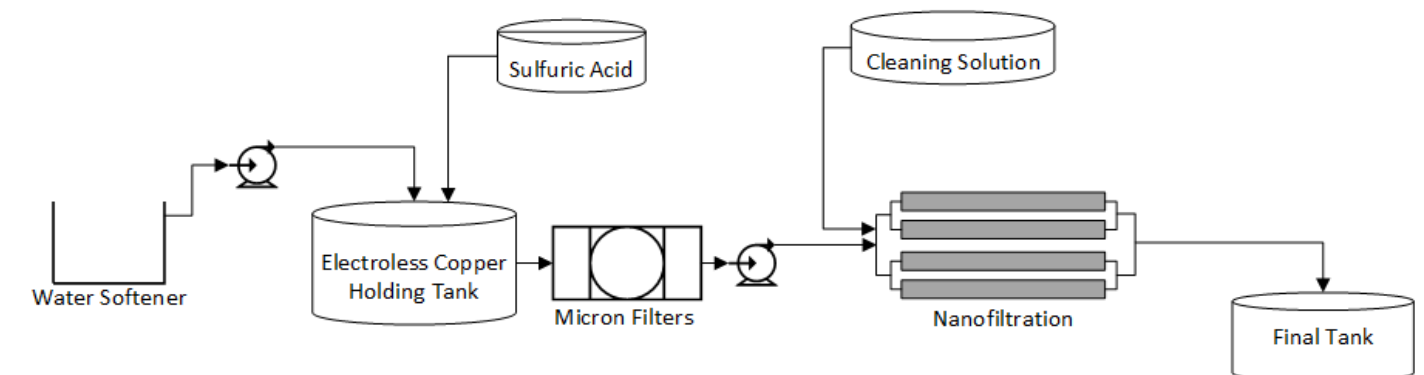 Sulfuric Acid
Cleaning Solution
Water Softener
Electroless Copper
Holding Tank
Micron Filters
Nanofiltration
Final Tank